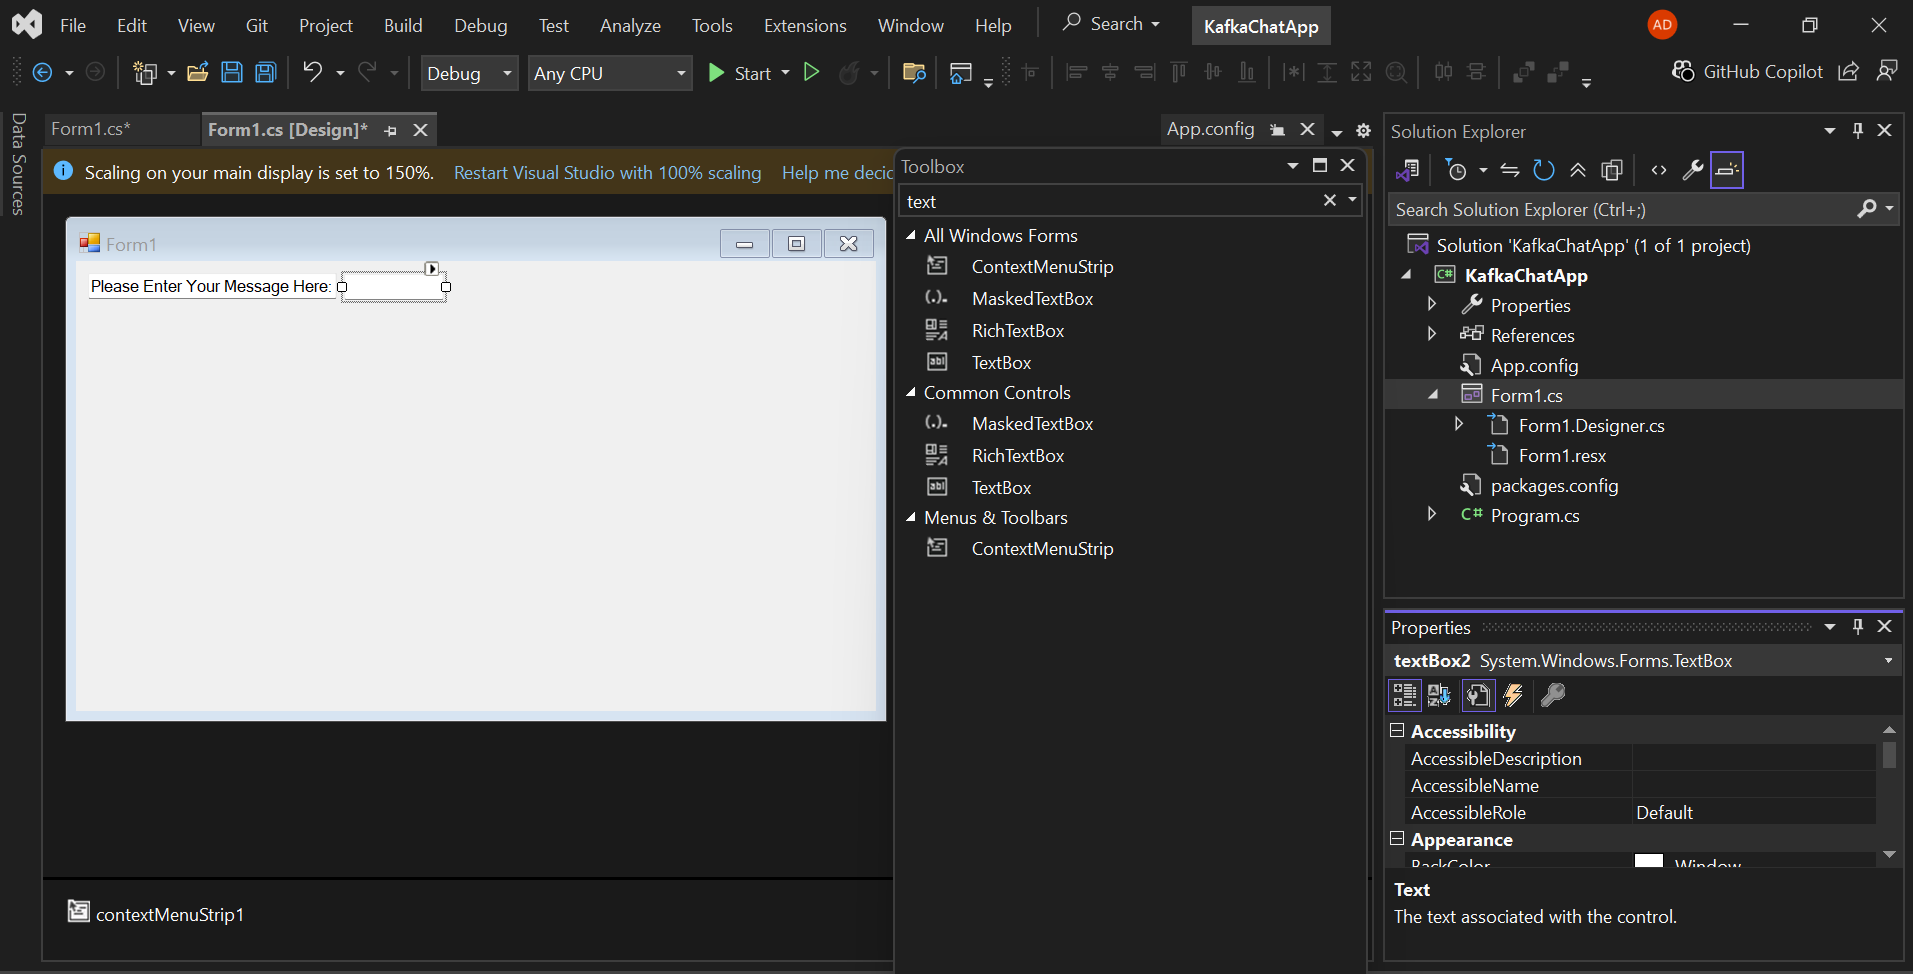 File Edit View Git Project Build Debug Test Analyze Tools Extensions Window Help Search KafkaChatApp AD
Debug Any CPU Start GitHub Copilot
Data Sources
Form1.cs* Form1.cs [Design]* App.config
Scaling on your main display is set to 150%. Restart Visual Studio with 100% scaling Help me decic
Form1
Please Enter Your Message Here:
contextMenuStrip1
Toolbox
text
All Windows Forms
ContextMenuStrip
MaskedTextBox
RichTextBox
TextBox
Common Controls
MaskedTextBox
RichTextBox
TextBox
Menus & Toolbars
ContextMenuStrip
Solution Explorer
Search Solution Explorer (Ctrl+;)
Solution 'KafkaChatApp' (1 of 1 project)
C# KafkaChatApp
Properties
References
App.config
Form1.cs
Form1.Designer.cs
Form1.resx
packages.config
C# Program.cs
Properties
textBox2 System.Windows.Forms.TextBox
Accessibility
AccessibleDescription
AccessibleName
AccessibleRole Default
Appearance
BackColor Window
Text
The text associated with the control.